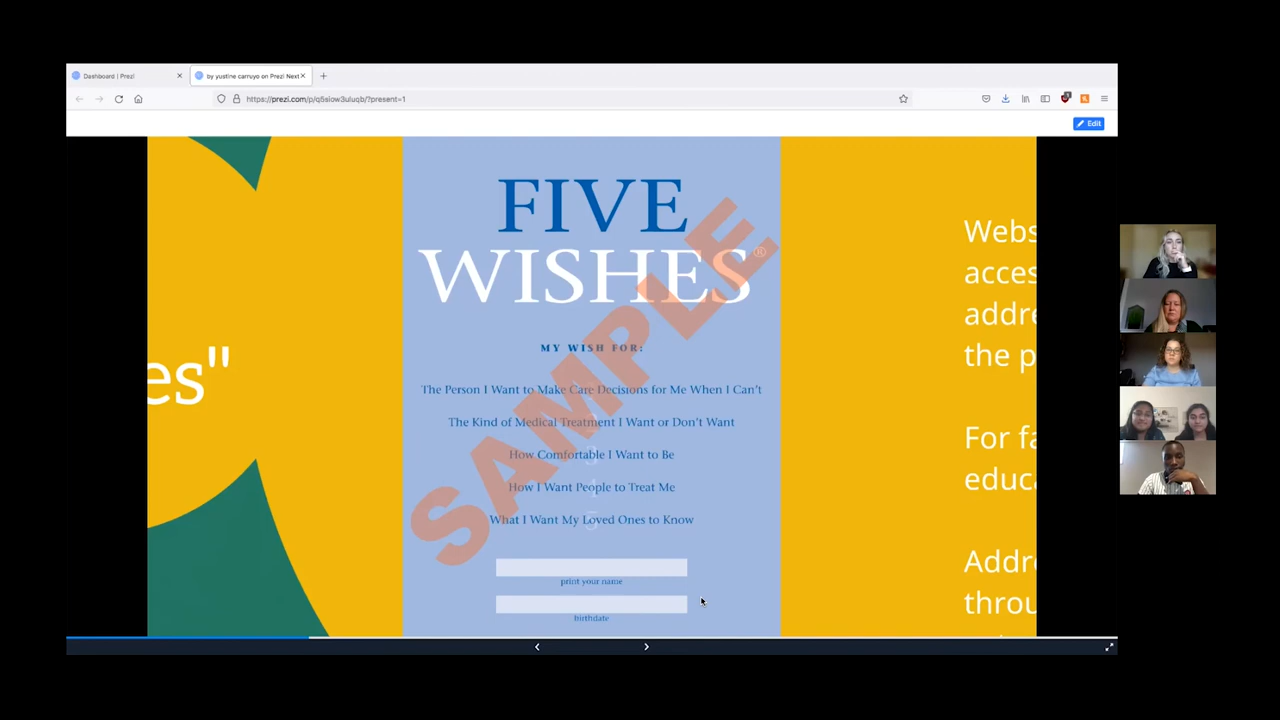 Dashboard | Prezi
by yustine carruyo on Prezi Next
https://prezi.com/p/q5siow3uiuqb/?present=1
Edit
FIVE
WISHES®
MY WISH FOR:
The Person I Want to Make Care Decisions for Me When I Can't
The Kind of Medical Treatment I Want or Don't Want
How Comfortable I Want to Be
How I Want People to Treat Me
What I Want My Loved Ones to Know
print your name
birthdate
SAMPLE
es"
Webs
acces
addre
the p
For fa
educa
Addre
throu